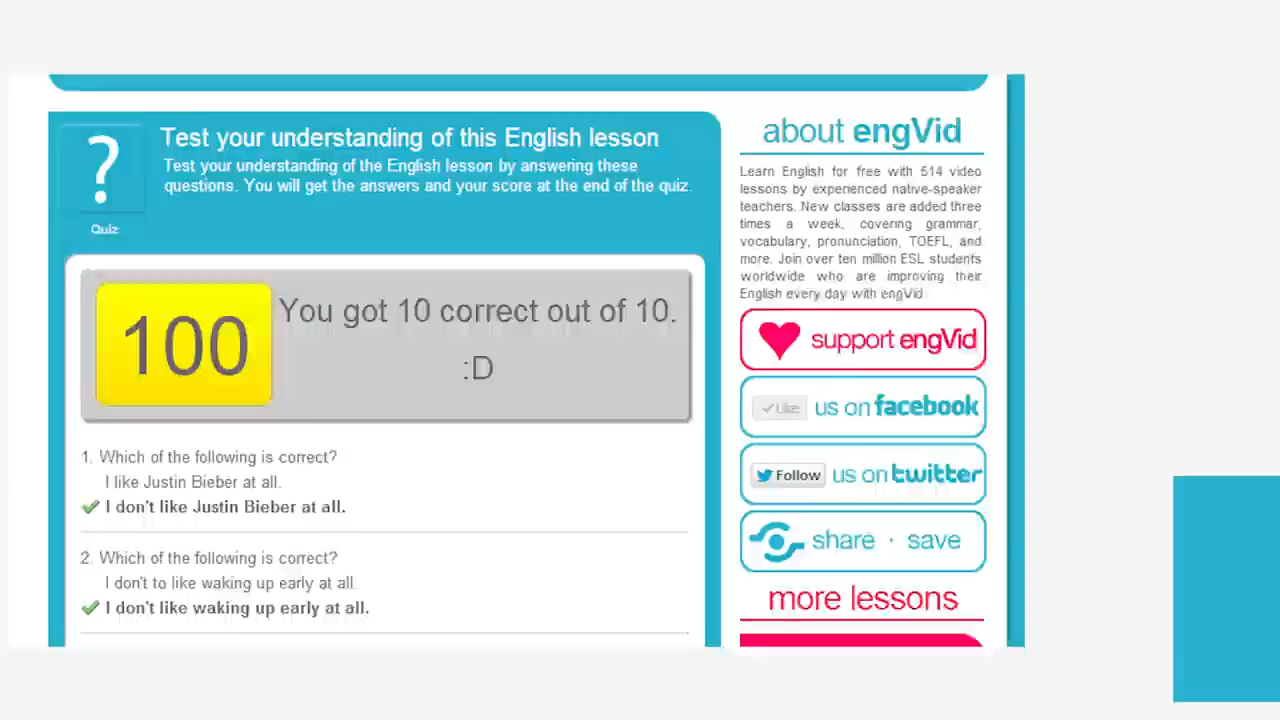 ?
Quiz
Test your understanding of this English lesson
Test your understanding of the English lesson by answering these
questions. You will get the answers and your score at the end of the quiz.
100
You got 10 correct out of 10.
:D
1. Which of the following is correct?
I like Justin Bieber at all.
I don't like Justin Bieber at all.
2. Which of the following is correct?
I don't to like waking up early at all.
I don't like waking up early at all.
about engVid
Learn English for free with 514 video
lessons by experienced native-speaker
teachers. New classes are added three
times a week, covering grammar,
vocabulary, pronunciation, TOEFL, and
more. Join over ten million ESL students
worldwide who are improving their
English every day with engVid
support engVid
Like us on facebook
Follow us on twitter
share · save
more lessons